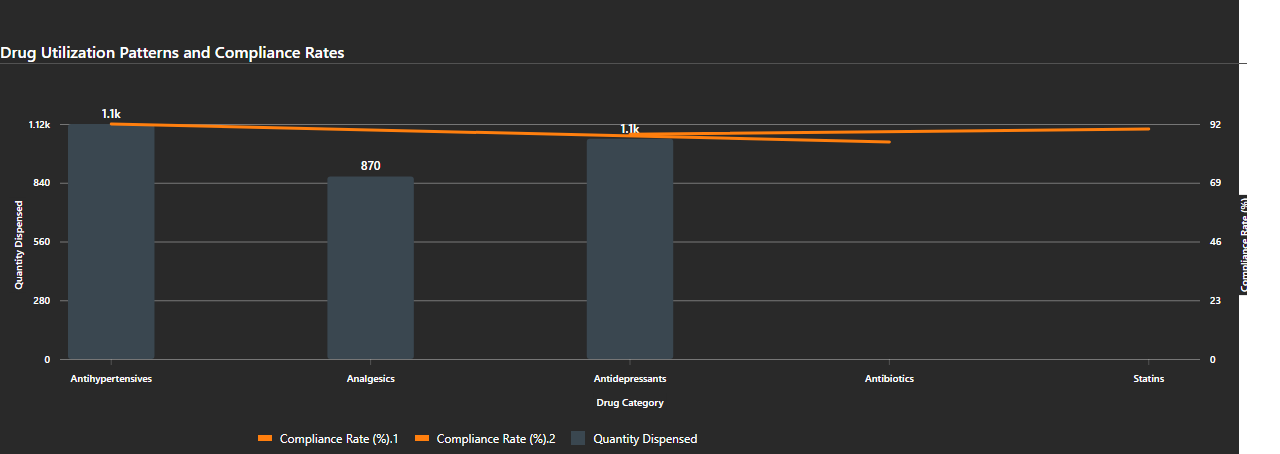 Drug Utilization Patterns and Compliance Rates
1.1k
1.1k
870
1.12k
840
560
280
0
92
69
46
23
0
Quantity Dispensed
Compliance Rate (%)
Antihypertensives
Analgesics
Antidepressants
Antibiotics
Statins
Drug Category
Compliance Rate (%).1
Compliance Rate (%).2
Quantity Dispensed